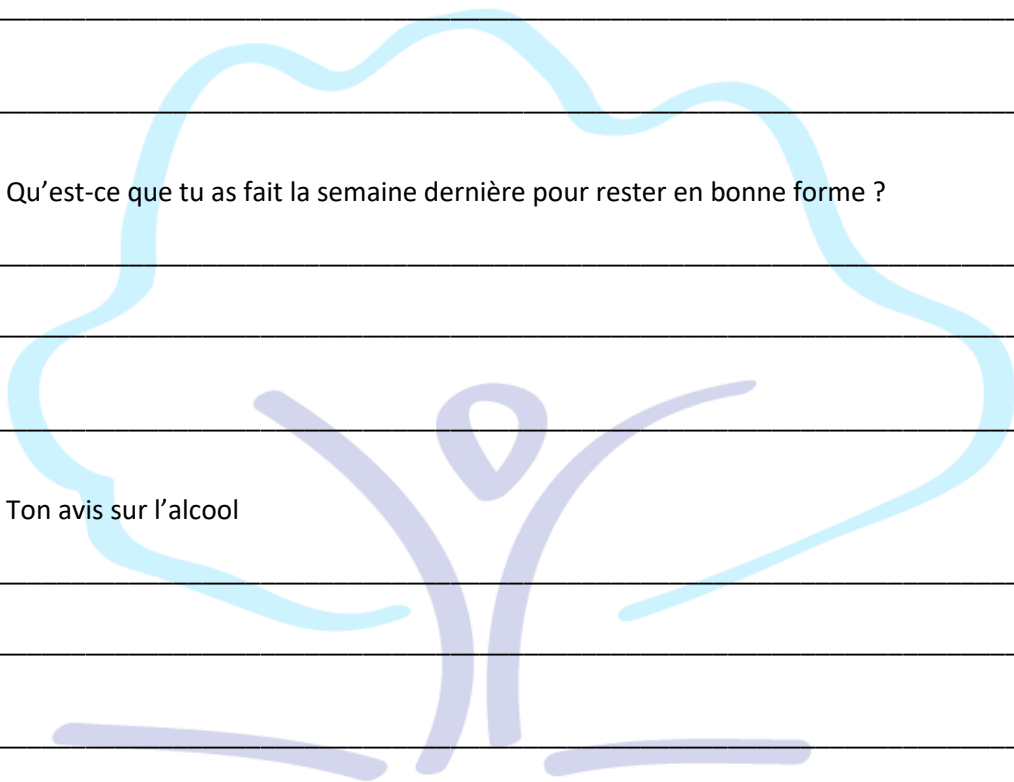 Qu’est-ce que tu as fait la semaine dernière pour rester en bonne forme ?
Ton avis sur l’alcool